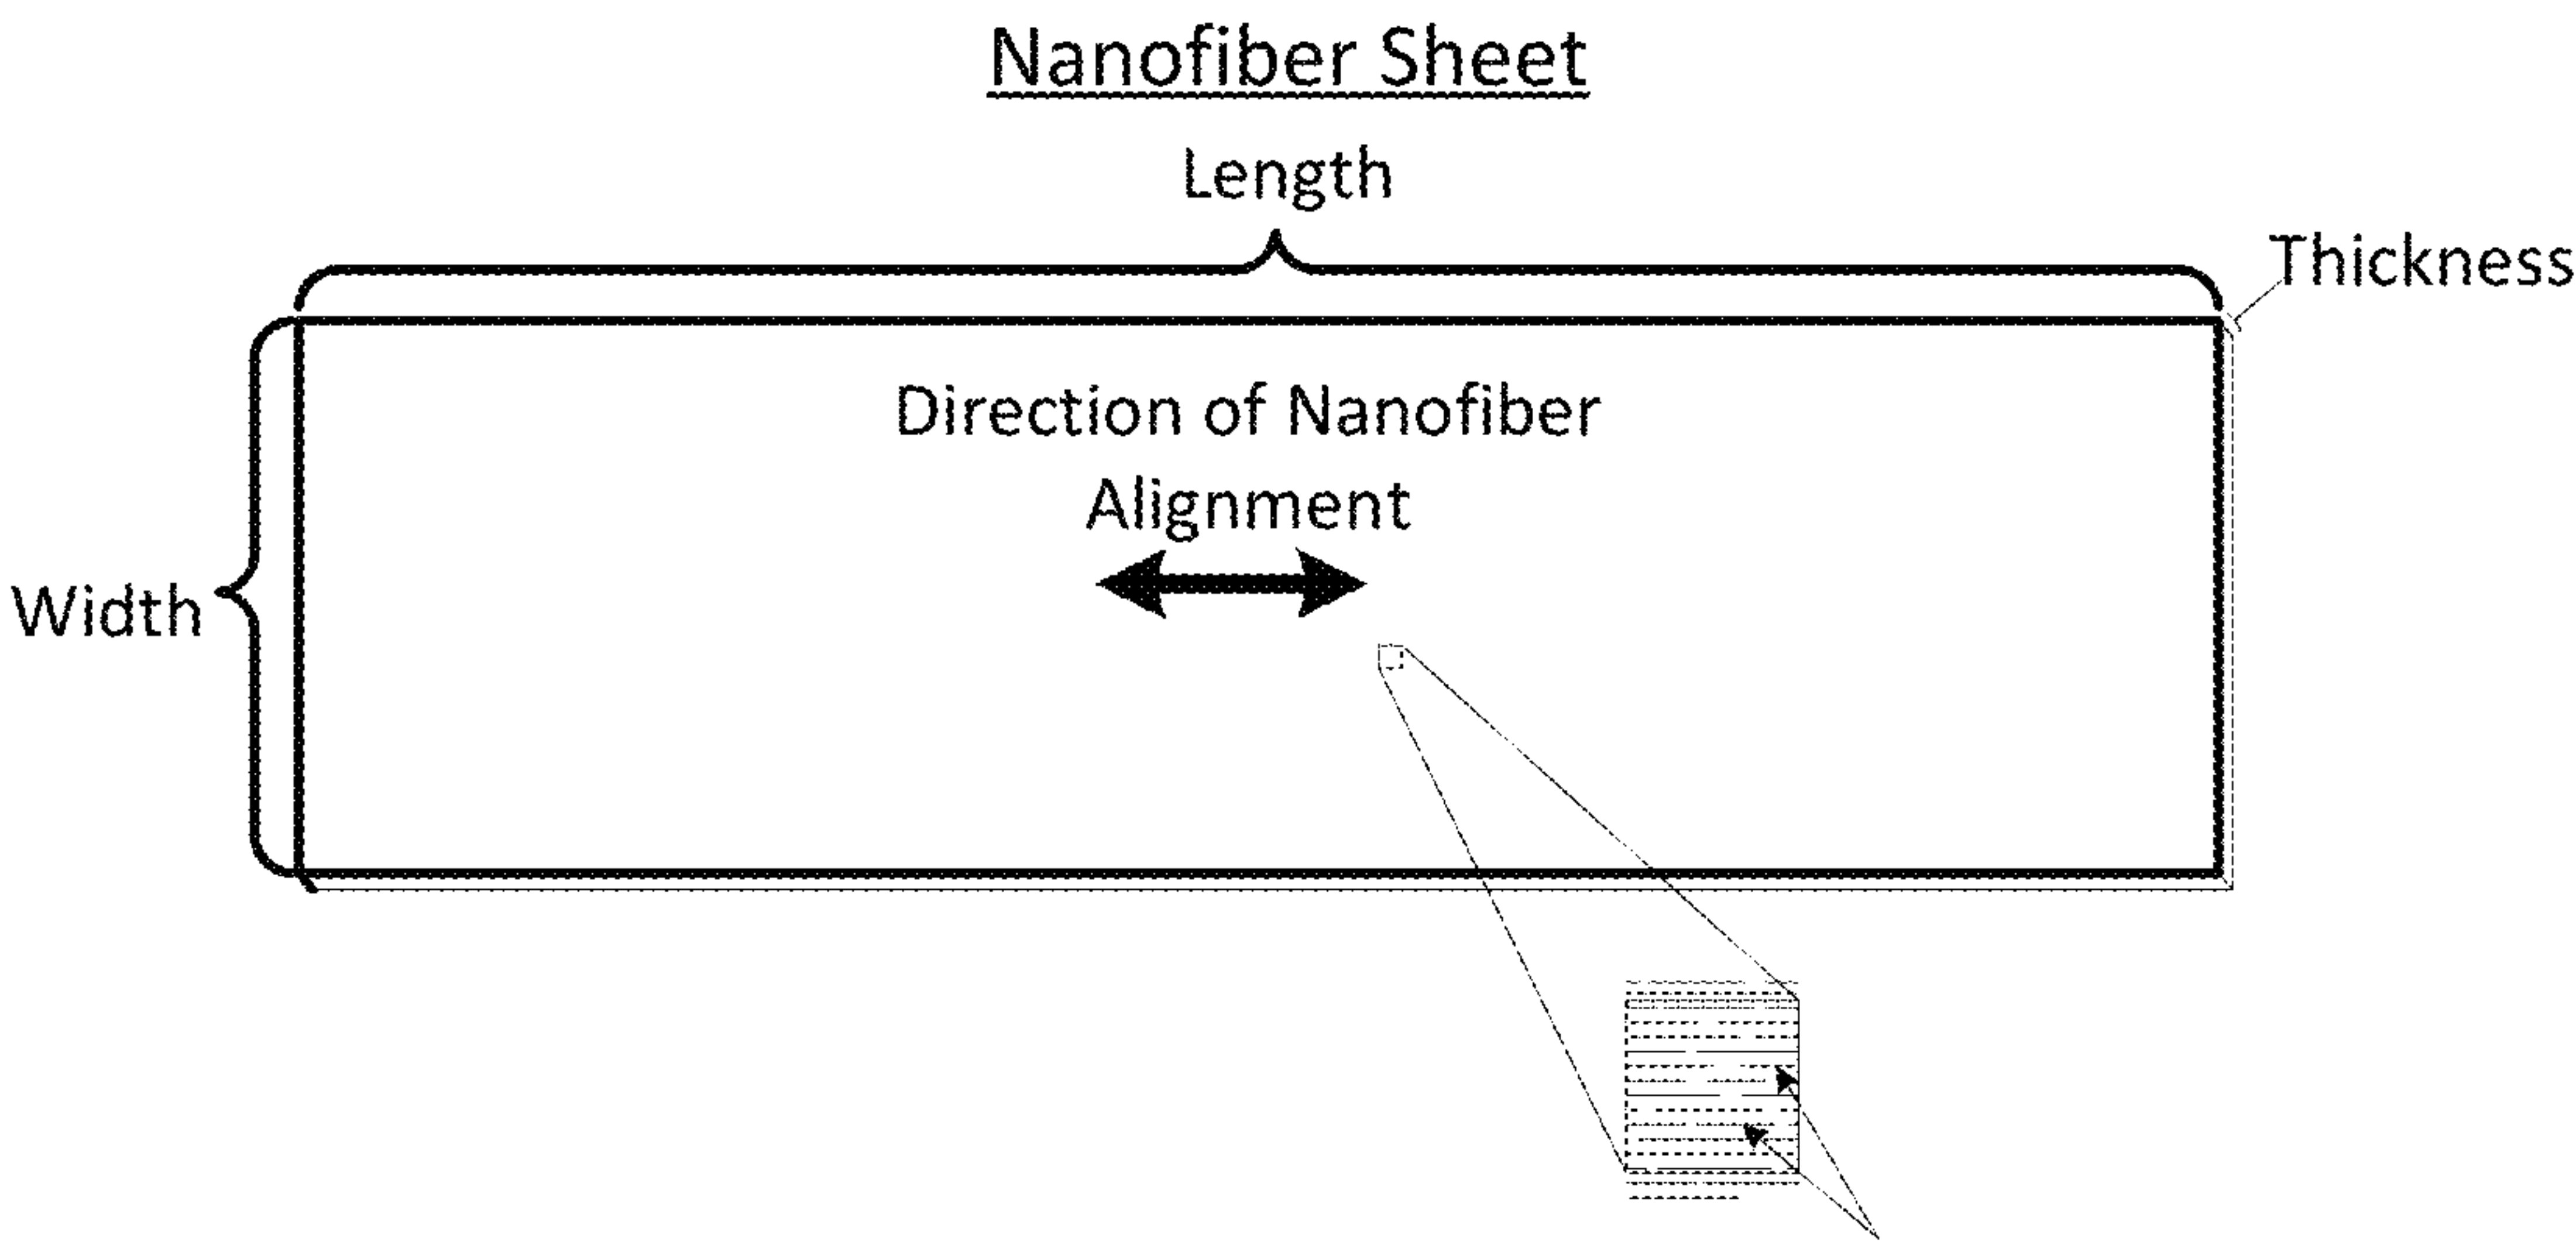 Nanofiber Sheet
Length
Thickness
Direction of Nanofiber
Alignment
Width